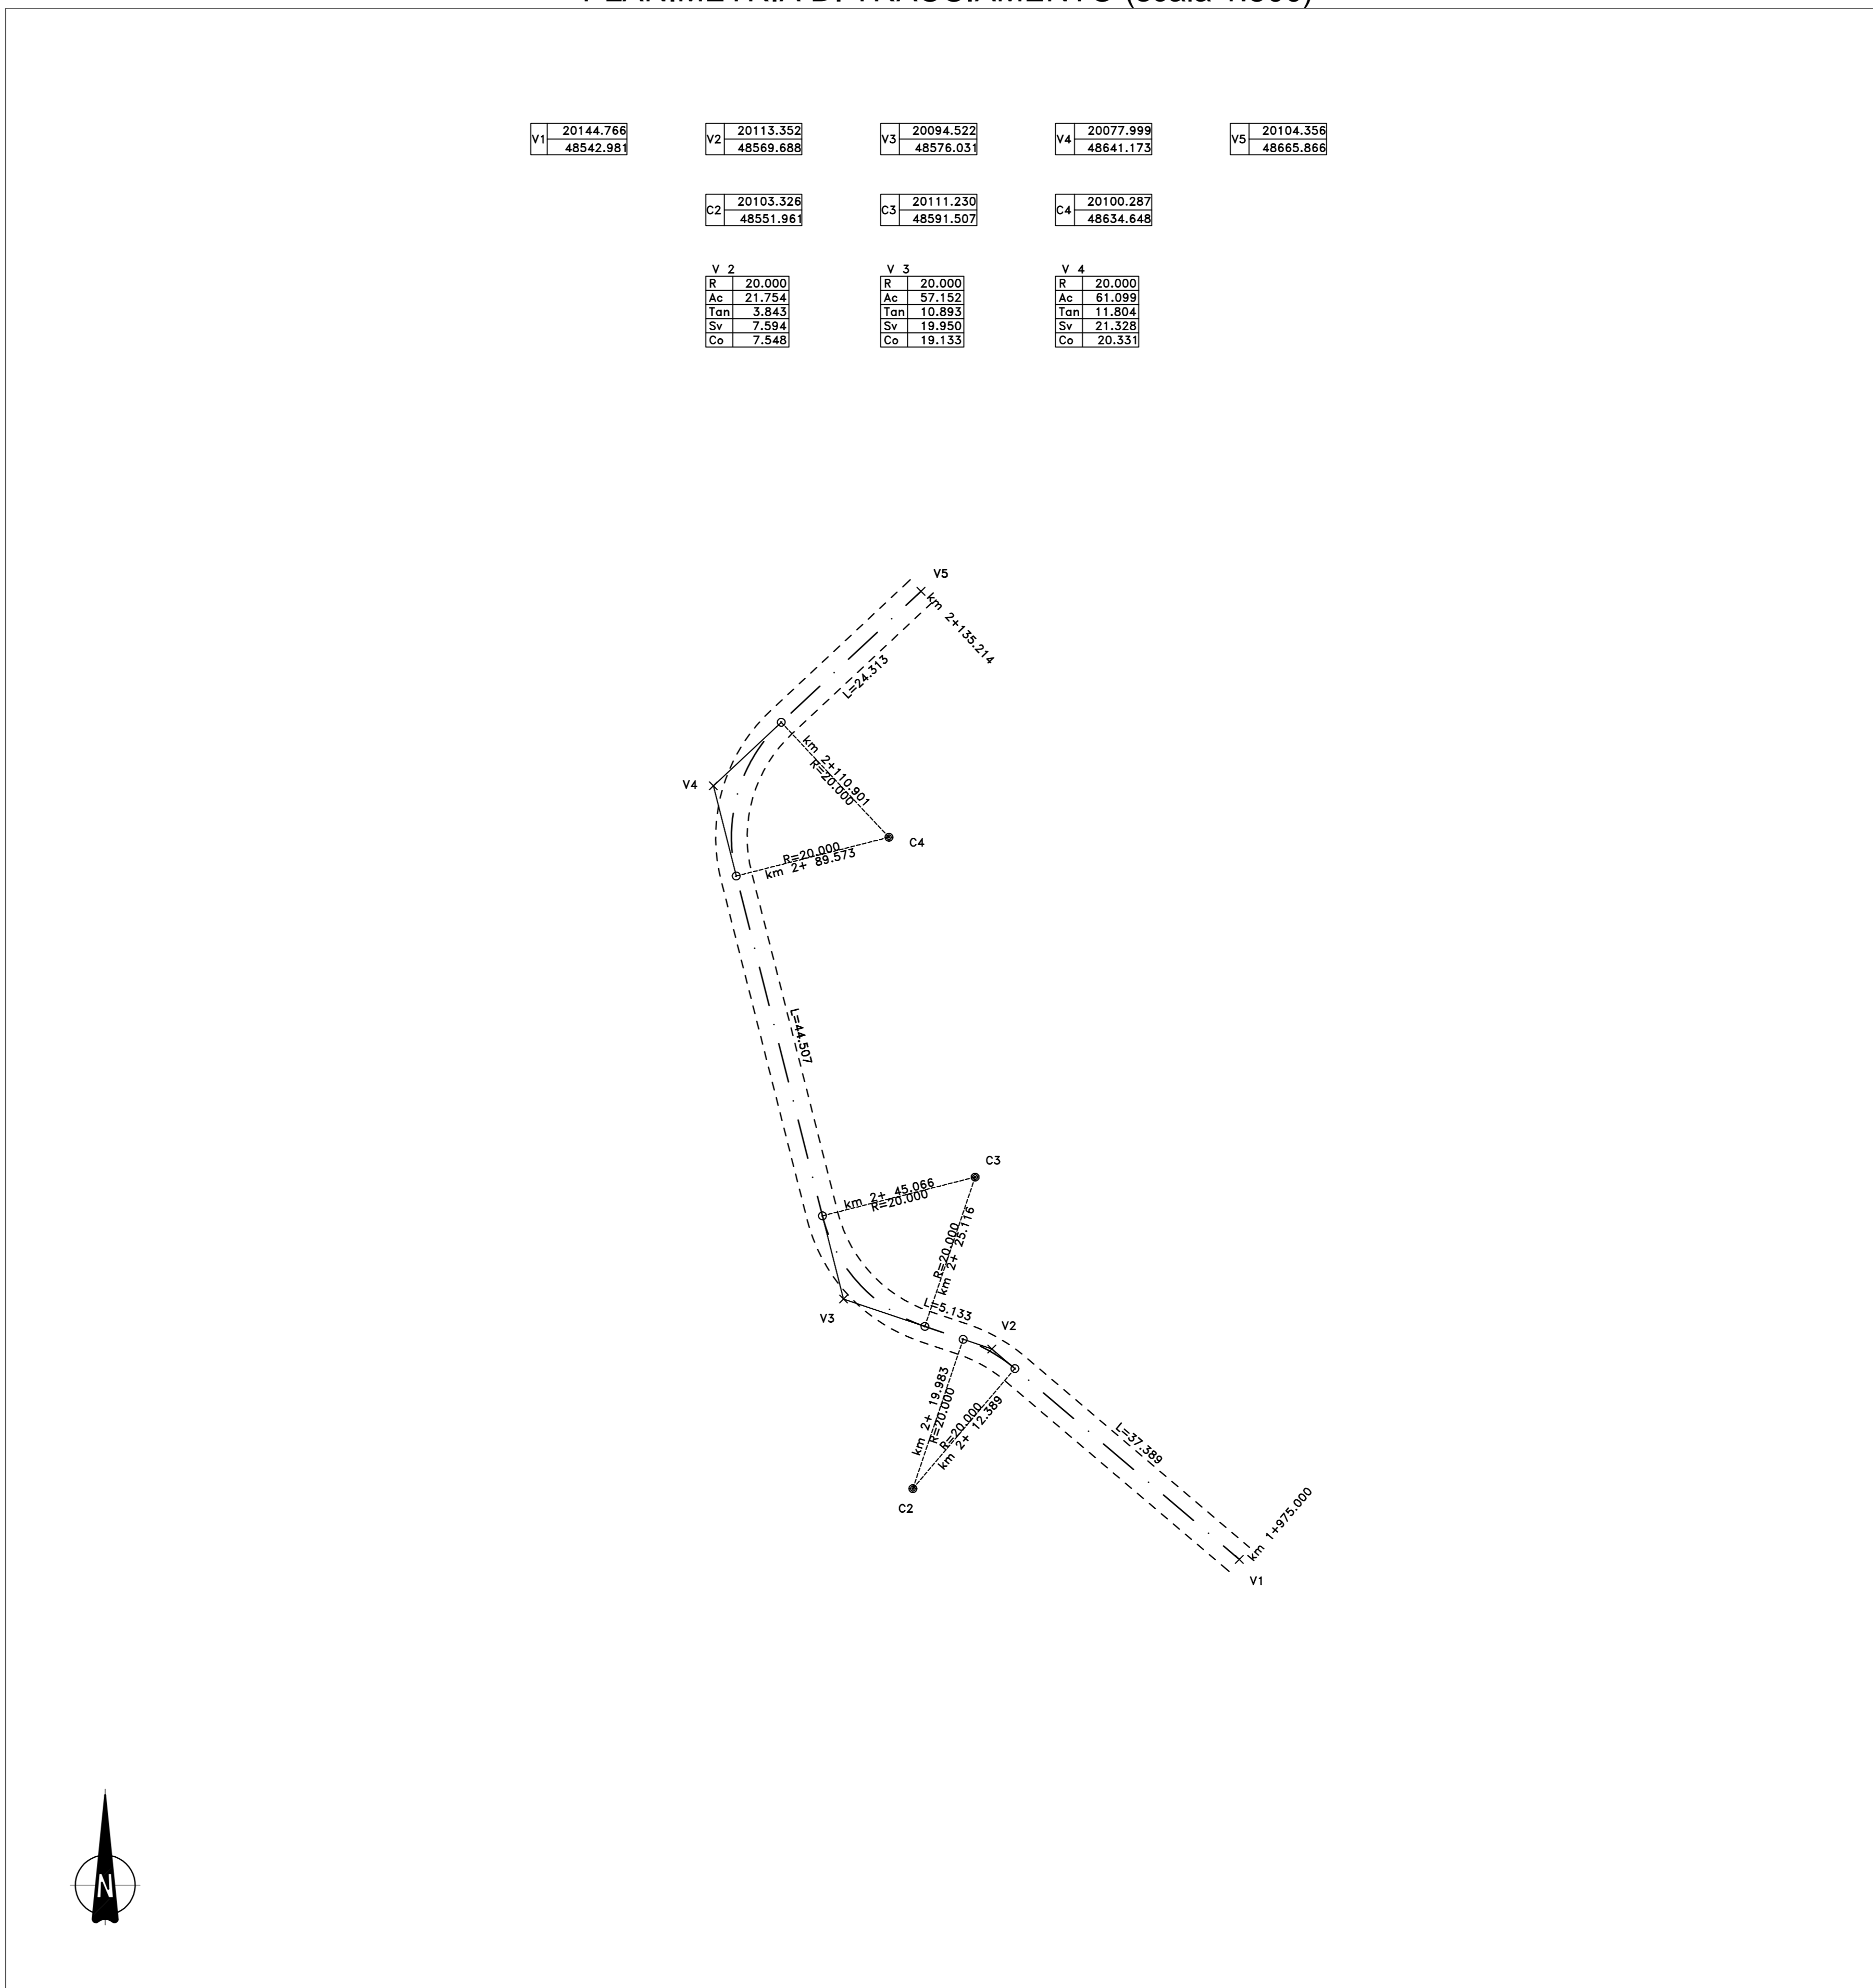 PLANIMETRIA DI TRACCIAMENTO (scala 1:500)
V1 20144.766 48542.981
V2 20113.352 48569.688
V3 20094.522 48576.031
V4 20077.999 48641.173
V5 20104.356 48665.866
C2 20103.326 48551.961
C3 20111.230 48591.507
C4 20100.287 48634.648
V 2
R 20.000
Ac 21.754
Tan 3.843
Sv 7.594
Co 7.548
V 3
R 20.000
Ac 57.152
Tan 10.893
Sv 19.950
Co 19.133
V 4
R 20.000
Ac 61.099
Tan 11.804
Sv 21.328
Co 20.331
V5
km 2+135.214
L=24.313
km 2+110.901
R=20.000
V4
C4
R=20.000
km 2+ 89.573
L=44.507
C3
km 2+ 45.066
R=20.000
R=20.000
km 2+ 25.116
L=5.133
V3
V2
km 2+ 19.983
R=20.000
R=20.000
km 2+ 12.389
L=37.389
C2
km 1+975.000
V1
N